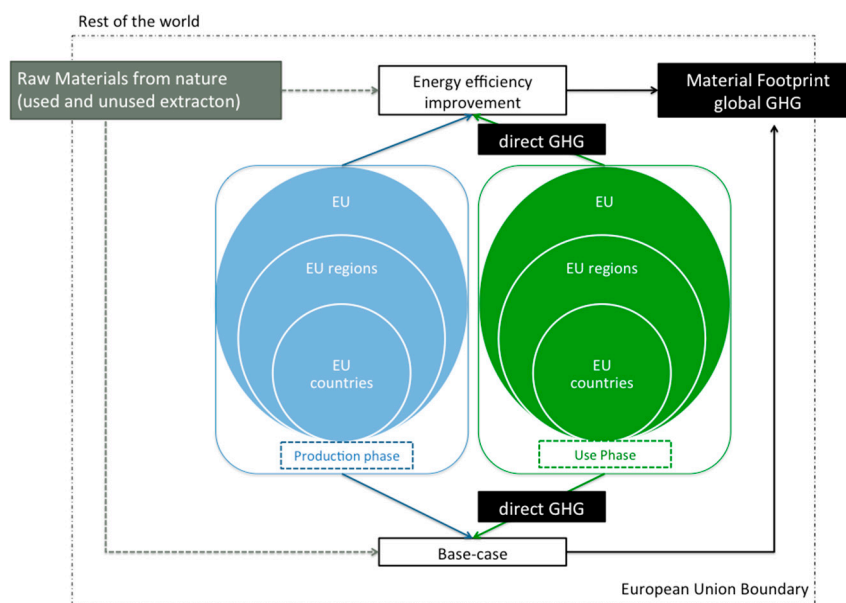 Rest of the world
Raw Materials from nature
(used and unused extracton)
Energy efficiency
improvement
Material Footprint
global GHG
direct GHG
EU
EU regions
EU
countries
Production phase
EU
EU regions
EU
countries
Use Phase
direct GHG
Base-case
European Union Boundary